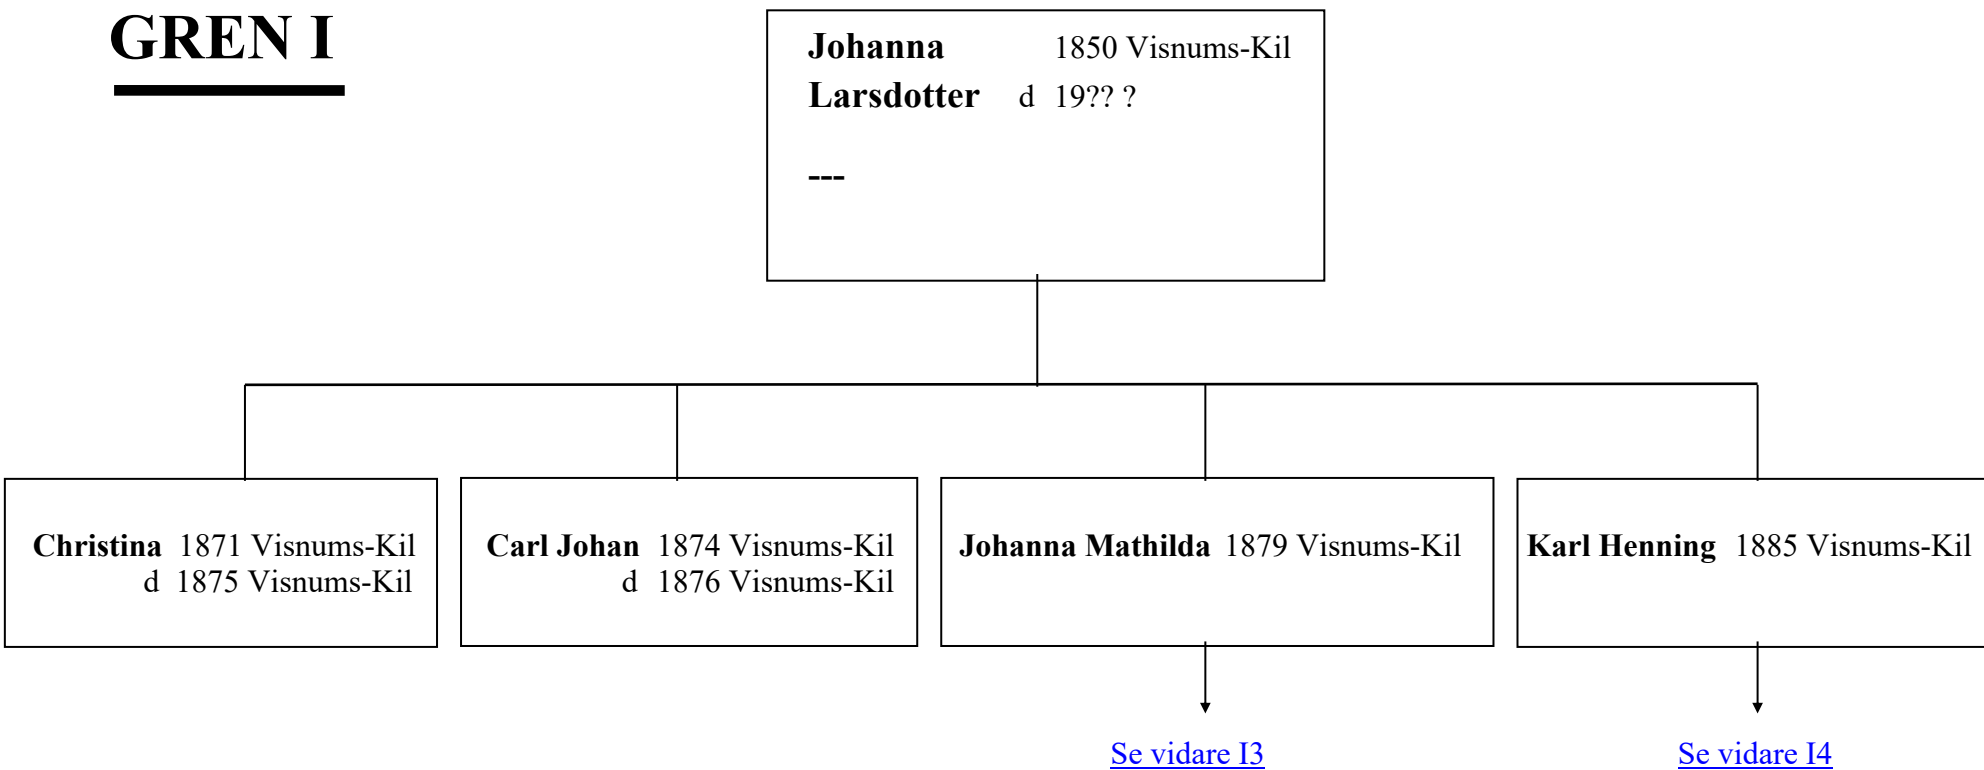 GREN I
Johanna 1850 Visnums-Kil
Larsdotter d 19?? ?
---
Christina 1871 Visnums-Kil
d 1875 Visnums-Kil
Carl Johan 1874 Visnums-Kil
d 1876 Visnums-Kil
Johanna Mathilda 1879 Visnums-Kil
Karl Henning 1885 Visnums-Kil
Se vidare I3
Se vidare I4